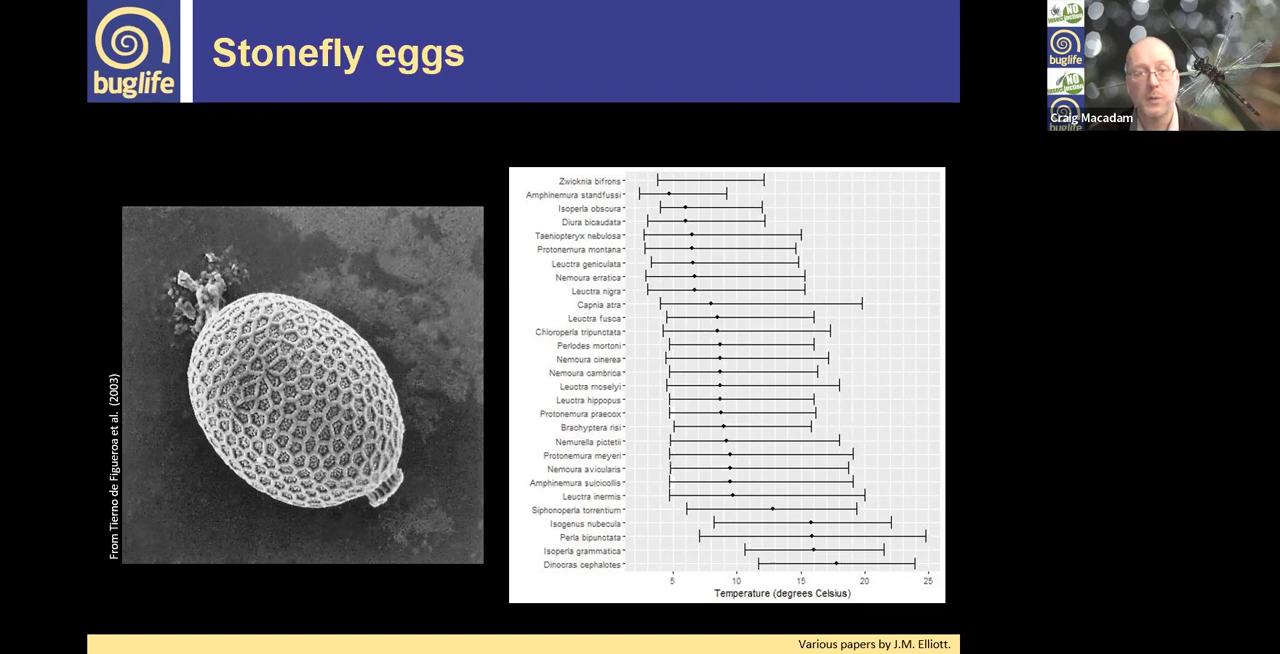 buglife
Stonefly eggs
NO
buglife
NO
buglife
Craig Macadam
From Tierno de Figueroa et al. (2003)
Zwicknia bifrons
Amphinemura standfussi
Isoperla obscura
Diura bicaudata
Taeniopteryx nebulosa
Protonemura montana
Leuctra geniculata
Nemoura erratica
Leuctra nigra
Capnia atra
Leuctra fusca
Chloroperla tripunctata
Perlodes mortoni
Nemoura cinerea
Nemoura cambrica
Leuctra moselyi
Leuctra hippopus
Protonemura praecox
Brachyptera risi
Nemurella pictetii
Protonemura meyeri
Nemoura avicularis
Amphinemura sulcicollis
Leuctra inermis
Siphonoperla torrentium
Isogenus nubecula
Perla bipunctata
Isoperla grammatica
Dinocras cephalotes
5 10 15 20 25
Temperature (degrees Celsius)
Various papers by J.M. Elliott.